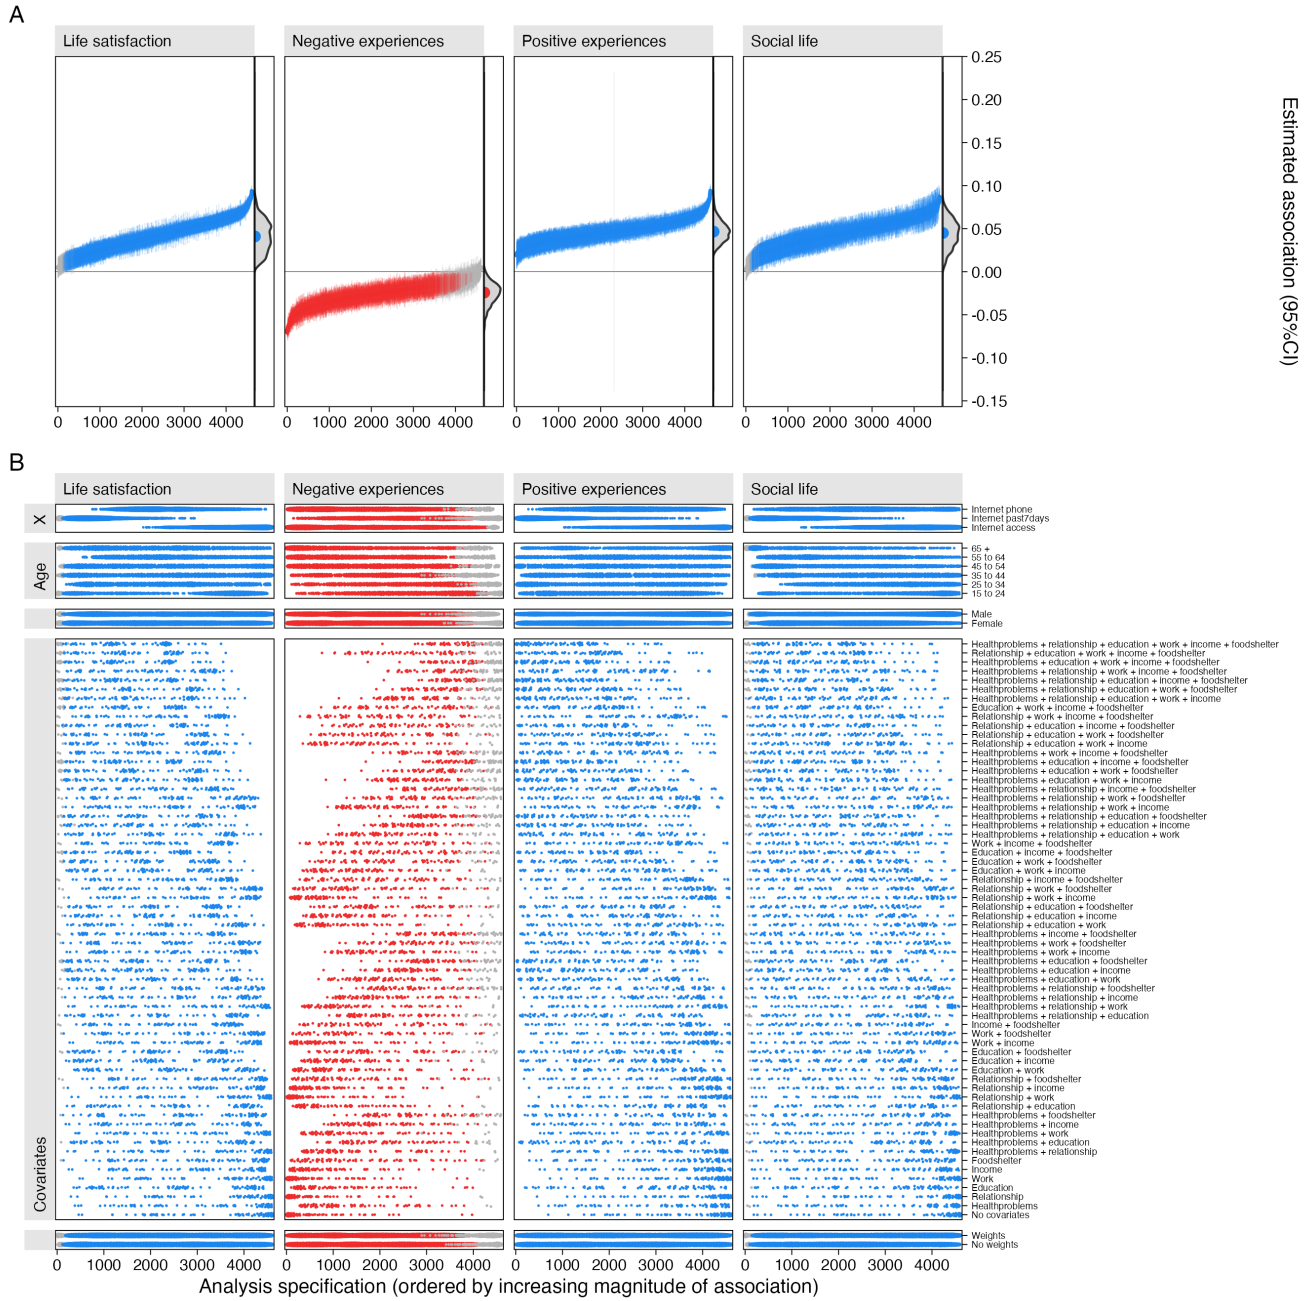 A
Life satisfaction
Negative experiences
Positive experiences
Social life
0.25
0.20
0.15
0.10
0.05
0.00
-0.05
-0.10
-0.15
Estimated association (95%CI)
0 1000 2000 3000 4000
0 1000 2000 3000 4000
0 1000 2000 3000 4000
0 1000 2000 3000 4000
B
Life satisfaction
Negative experiences
Positive experiences
Social life
X
Internet phone
Internet past7days
Internet access
Age
65 +
55 to 64
45 to 54
35 to 44
25 to 34
15 to 24
Male
Female
Covariates
Healthproblems + relationship + education + work + income + foodshelter
Relationship + education + work + income + foodshelter
Healthproblems + education + work + income + foodshelter
Healthproblems + relationship + work + income + foodshelter
Healthproblems + relationship + education + income + foodshelter
Healthproblems + relationship + education + work + foodshelter
Healthproblems + relationship + education + work + income
Education + work + income + foodshelter
Relationship + work + income + foodshelter
Relationship + education + income + foodshelter
Relationship + education + work + foodshelter
Relationship + education + work + income
Healthproblems + work + income + foodshelter
Healthproblems + education + income + foodshelter
Healthproblems + education + work + foodshelter
Healthproblems + education + work + income
Healthproblems + relationship + income + foodshelter
Healthproblems + relationship + work + foodshelter
Healthproblems + relationship + work + income
Healthproblems + relationship + education + foodshelter
Healthproblems + relationship + education + income
Healthproblems + relationship + education + work
Work + income + foodshelter
Education + income + foodshelter
Education + work + foodshelter
Education + work + income
Relationship + income + foodshelter
Relationship + work + foodshelter
Relationship + work + income
Relationship + education + foodshelter
Relationship + education + income
Relationship + education + work
Healthproblems + income + foodshelter
Healthproblems + work + foodshelter
Healthproblems + work + income
Healthproblems + education + foodshelter
Healthproblems + education + income
Healthproblems + education + work
Healthproblems + relationship + foodshelter
Healthproblems + relationship + income
Healthproblems + relationship + work
Healthproblems + relationship + education
Income + foodshelter
Work + foodshelter
Work + income
Education + foodshelter
Education + income
Education + work
Relationship + foodshelter
Relationship + income
Relationship + work
Relationship + education
Healthproblems + foodshelter
Healthproblems + income
Healthproblems + work
Healthproblems + education
Healthproblems + relationship
Foodshelter
Income
Work
Education
Relationship
Healthproblems
No covariates
Weights
No weights
0 1000 2000 3000 4000
0 1000 2000 3000 4000
0 1000 2000 3000 4000
0 1000 2000 3000 4000
Analysis specification (ordered by increasing magnitude of association)